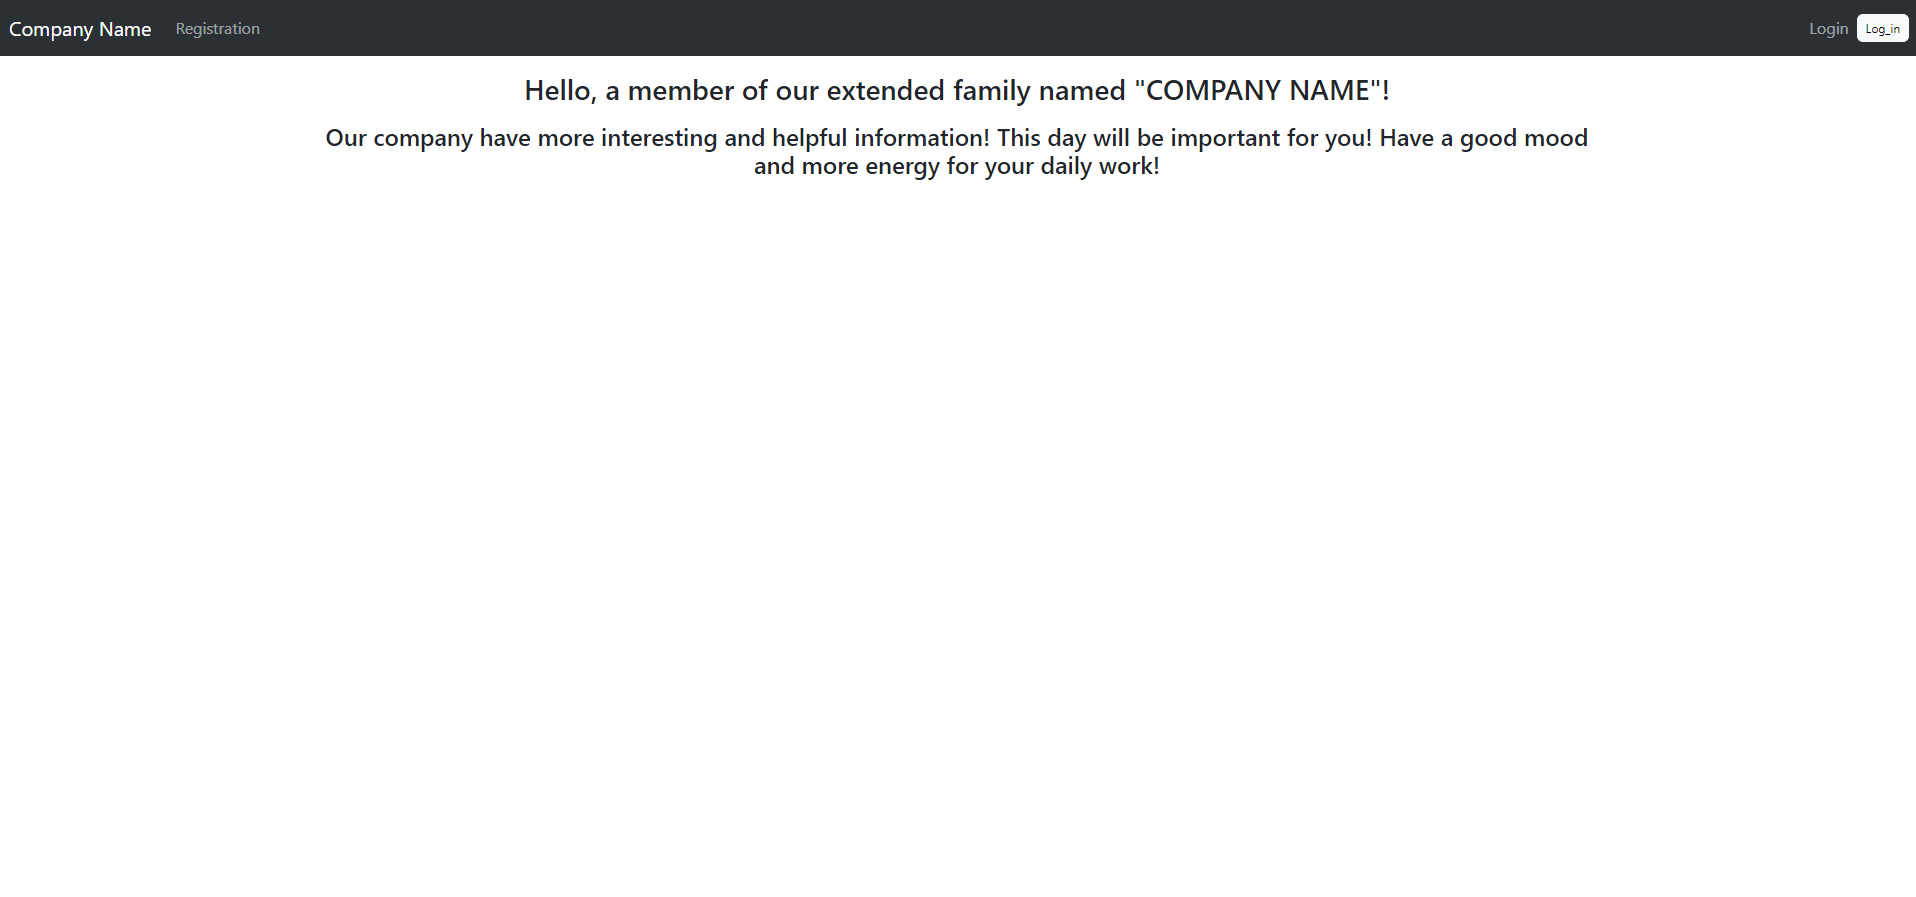 Company Name Registration Login Log_in
Hello, a member of our extended family named "COMPANY NAME"!
Our company have more interesting and helpful information! This day will be important for you! Have a good mood
and more energy for your daily work!